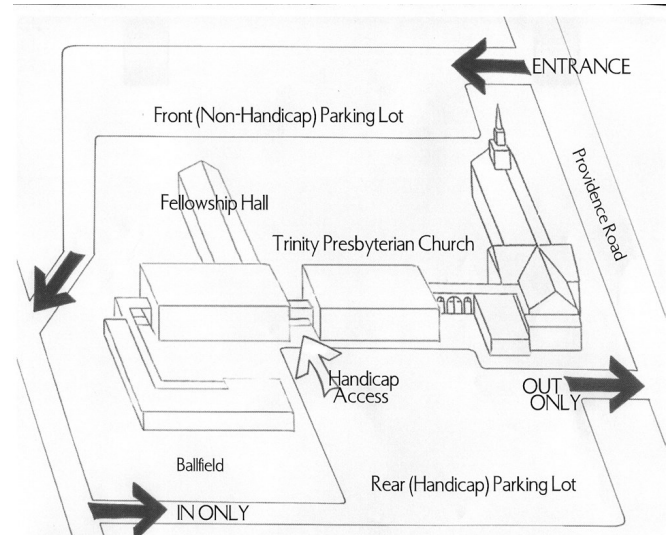 ENTRANCE
Front (Non-Handicap) Parking Lot
Providence Road
Fellowship Hall
Trinity Presbyterian Church
Handicap
Access
OUT
ONLY
Ballfield
Rear (Handicap) Parking Lot
IN ONLY